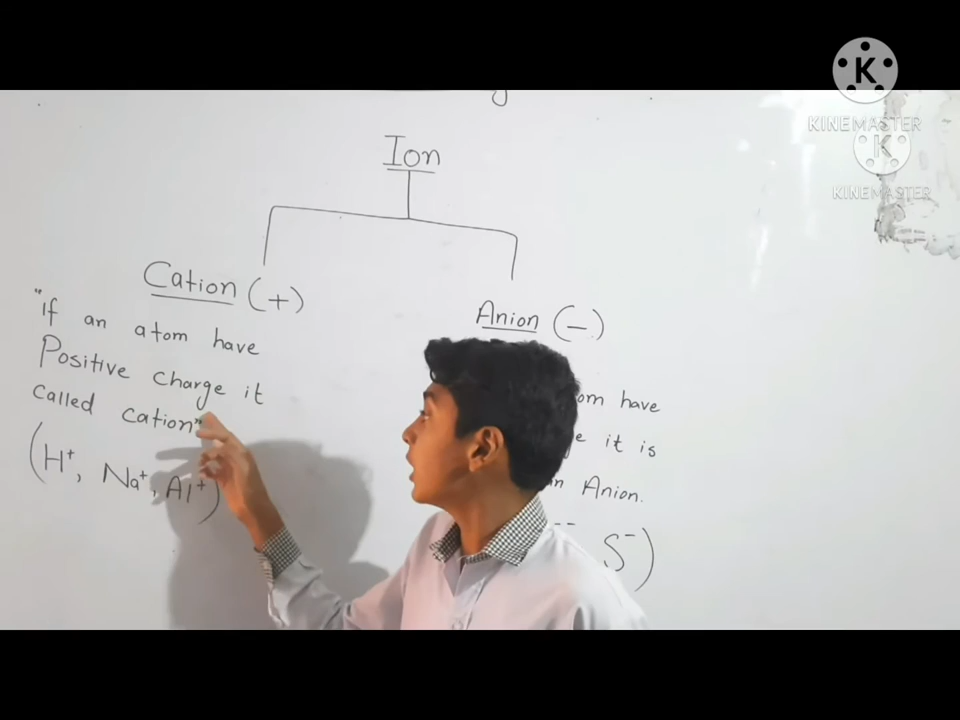 Ion
Cation (+)
"If an atom have
Positive charge it
called cation"
(H⁺, Na⁺, Al⁺)
Anion (-)
have
it is
Anion.
S⁻)
K
KINEMASTER
K
KINEMASTER